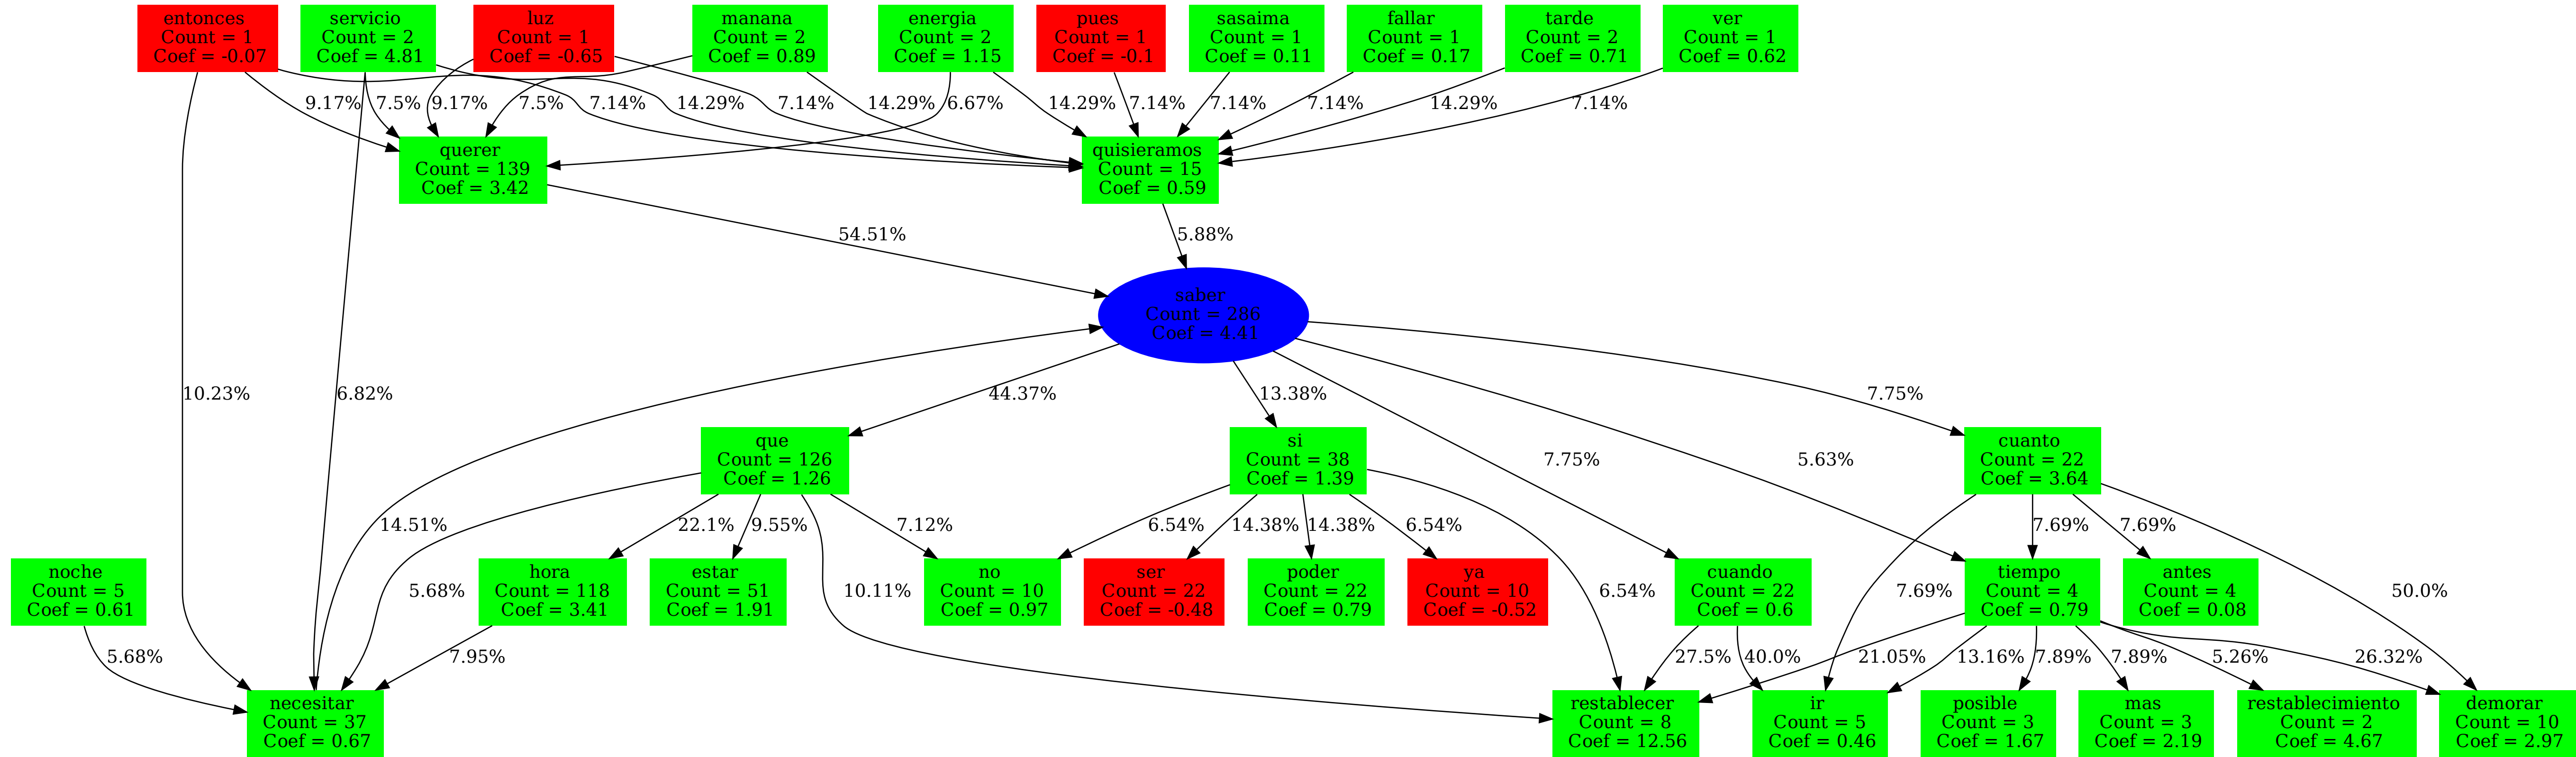 entonces
Count = 1
Coef = -0.07
servicio
Count = 2
Coef = 4.81
luz
Count = 1
Coef = -0.65
manana
Count = 2
Coef = 0.89
energia
Count = 2
Coef = 1.15
pues
Count = 1
Coef = -0.1
sasaima
Count = 1
Coef = 0.11
fallar
Count = 1
Coef = 0.17
tarde
Count = 2
Coef = 0.71
ver
Count = 1
Coef = 0.62
9.17%
7.5%
9.17%
7.5%
7.14%
14.29%
7.14%
14.29%
6.67%
14.29%
7.14%
7.14%
7.14%
14.29%
7.14%
querer
Count = 139
Coef = 3.42
quisieramos
Count = 15
Coef = 0.59
54.51%
5.88%
saber
Count = 286
Coef = 4.41
10.23%
6.82%
44.37%
13.38%
7.75%
que
Count = 126
Coef = 1.26
si
Count = 38
Coef = 1.39
7.75%
5.63%
cuanto
Count = 22
Coef = 3.64
14.51%
22.1%
9.55%
7.12%
6.54%
14.38%
14.38%
6.54%
7.69%
7.69%
noche
Count = 5
Coef = 0.61
5.68%
hora
Count = 118
Coef = 3.41
estar
Count = 51
Coef = 1.91
10.11%
no
Count = 10
Coef = 0.97
ser
Count = 22
Coef = -0.48
poder
Count = 22
Coef = 0.79
ya
Count = 10
Coef = -0.52
6.54%
cuando
Count = 22
Coef = 0.6
7.69%
tiempo
Count = 4
Coef = 0.79
antes
Count = 4
Coef = 0.08
50.0%
5.68%
7.95%
27.5%
40.0%
21.05%
13.16%
7.89%
7.89%
5.26%
26.32%
necesitar
Count = 37
Coef = 0.67
restablecer
Count = 8
Coef = 12.56
ir
Count = 5
Coef = 0.46
posible
Count = 3
Coef = 1.67
mas
Count = 3
Coef = 2.19
restablecimiento
Count = 2
Coef = 4.67
demorar
Count = 10
Coef = 2.97